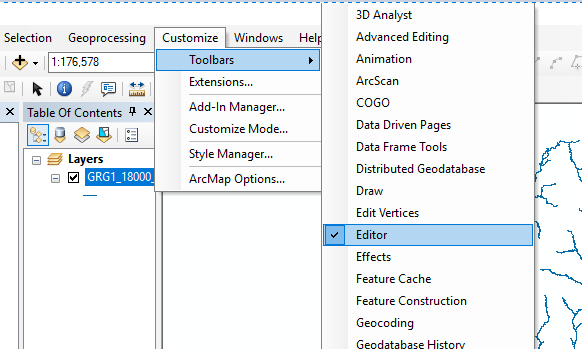 3D Analyst
Selection Geoprocessing Customize Windows Help
Advanced Editing
1:176,578
Toolbars
Animation
Extensions...
ArcScan
COGO
Table Of Contents
Add-In Manager...
Data Driven Pages
Customize Mode...
Data Frame Tools
Layers
Style Manager...
Distributed Geodatabase
GRG1_18000_
ArcMap Options...
Draw
Edit Vertices
Editor
Effects
Feature Cache
Feature Construction
Geocoding
Geodatabase History